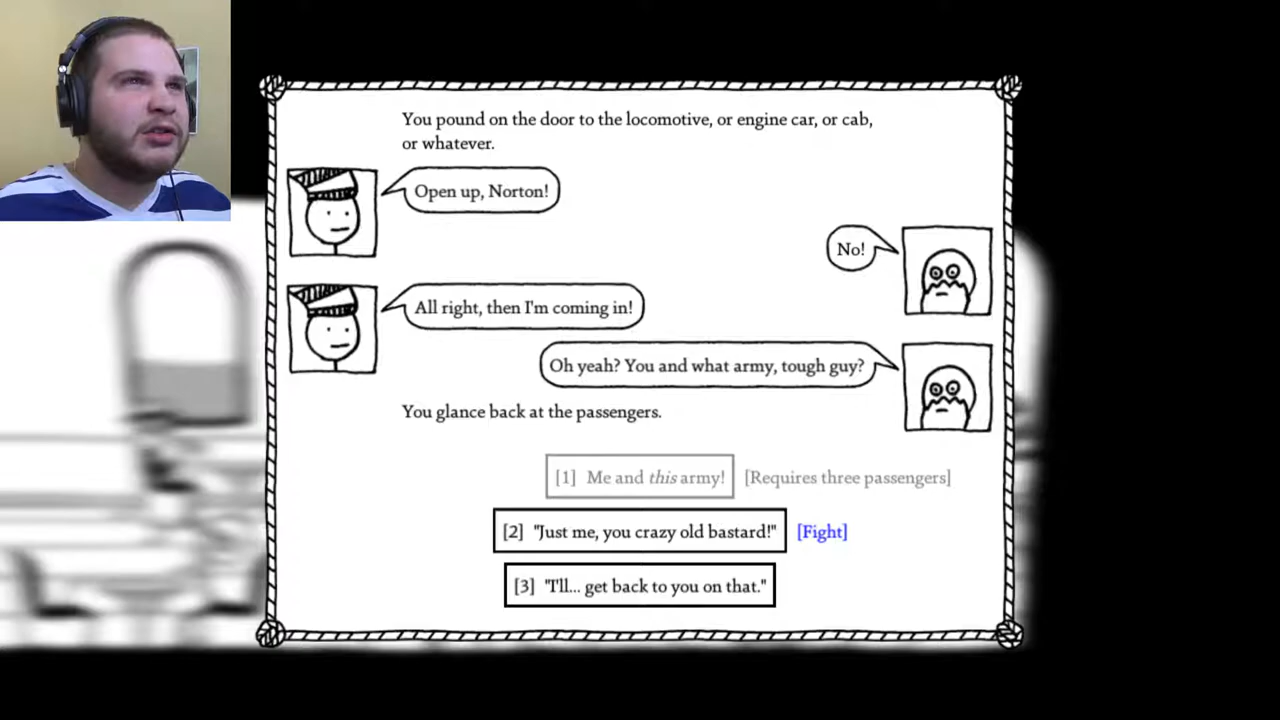 You pound on the door to the locomotive, or engine car, or cab,
or whatever.
Open up, Norton!
No!
All right, then I'm coming in!
Oh yeah? You and what army, tough guy?
You glance back at the passengers.
[1] Me and this army! [Requires three passengers]
[2] "Just me, you crazy old bastard!" [Fight]
[3] "I'll... get back to you on that."